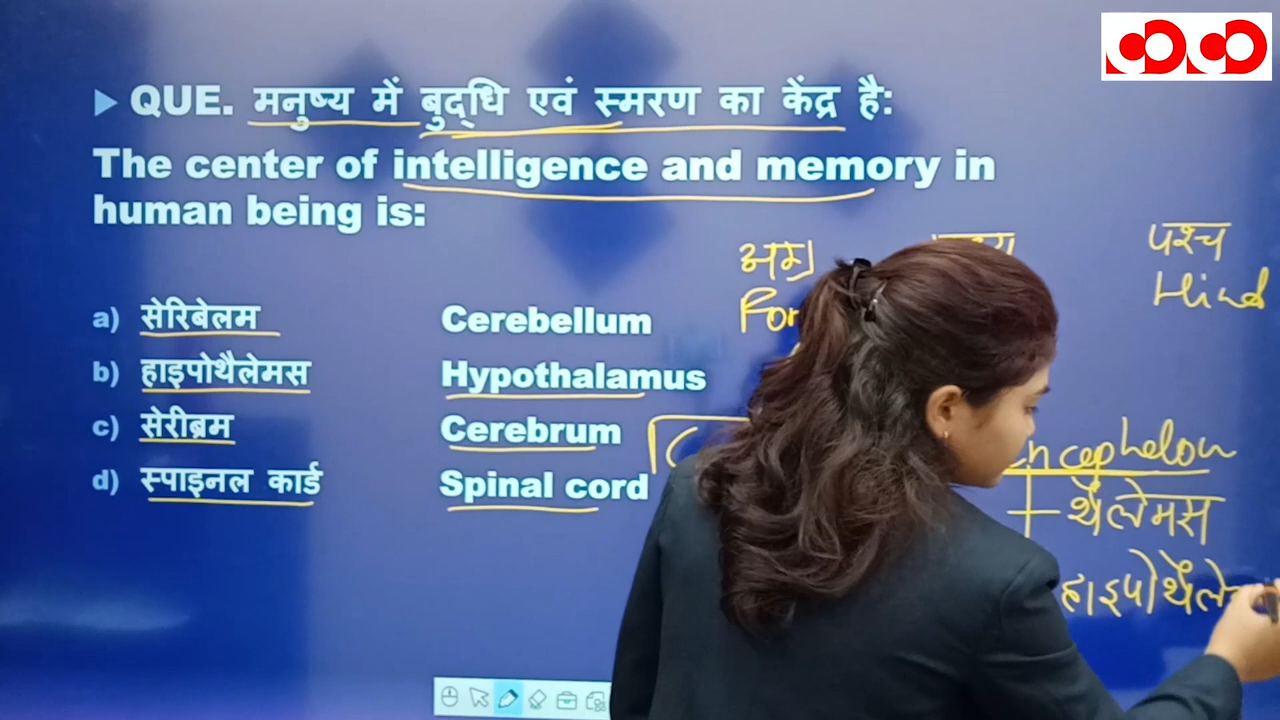 ▶ QUE. मनुष्य में बुद्धि एवं स्मरण का केंद्र है:
The center of intelligence and memory in
human being is:
अग्र
पश्च
Hind
a) सेरिबेलम Cerebellum
b) हाइपोथैलेमस Hypothalamus
c) सेरीब्रम Cerebrum
d) स्पाइनल कार्ड Spinal cord
थैलेमस